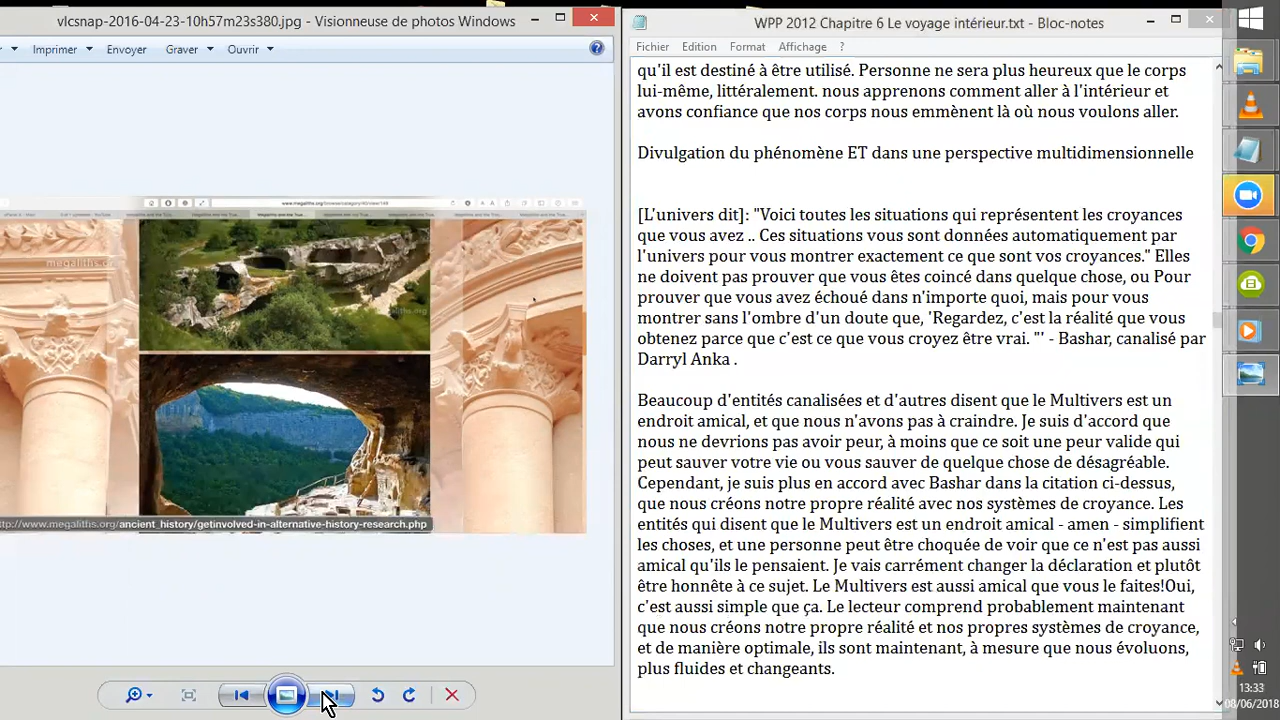 vlcsnap-2016-04-23-10h57m23s380.jpg - Visionneuse de photos Windows
Imprimer Envoyer Graver Ouvrir
megaliths.org
http://www.megaliths.org/ancient_history/getinvolved-in-alternative-history-research.php
WPP 2012 Chapitre 6 Le voyage intérieur.txt - Bloc-notes
Fichier Edition Format Affichage ?
qu'il est destiné à être utilisé. Personne ne sera plus heureux que le corps
lui-même, littéralement. nous apprenons comment aller à l'intérieur et
avons confiance que nos corps nous emmènent là où nous voulons aller.
Divulgation du phénomène ET dans une perspective multidimensionnelle
[L'univers dit]: "Voici toutes les situations qui représentent les croyances
que vous avez .. Ces situations vous sont données automatiquement par
l'univers pour vous montrer exactement ce que sont vos croyances." Elles
ne doivent pas prouver que vous êtes coincé dans quelque chose, ou Pour
prouver que vous avez échoué dans n'importe quoi, mais pour vous
montrer sans l'ombre d'un doute que, 'Regardez, c'est la réalité que vous
obtenez parce que c'est ce que vous croyez être vrai. "' - Bashar, canalisé par
Darryl Anka .
Beaucoup d'entités canalisées et d'autres disent que le Multivers est un
endroit amical, et que nous n'avons pas à craindre. Je suis d'accord que
nous ne devrions pas avoir peur, à moins que ce soit une peur valide qui
peut sauver votre vie ou vous sauver de quelque chose de désagréable.
Cependant, je suis plus en accord avec Bashar dans la citation ci-dessus,
que nous créons notre propre réalité avec nos systèmes de croyance. Les
entités qui disent que le Multivers est un endroit amical - amen - simplifient
les choses, et une personne peut être choquée de voir que ce n'est pas aussi
amical qu'ils le pensaient. Je vais carrément changer la déclaration et plutôt
être honnête à ce sujet. Le Multivers est aussi amical que vous le faites!Oui,
c'est aussi simple que ça. Le lecteur comprend probablement maintenant
que nous créons notre propre réalité et nos propres systèmes de croyance,
et de manière optimale, ils sont maintenant, à mesure que nous évoluons,
plus fluides et changeants.
13:33
08/06/2018